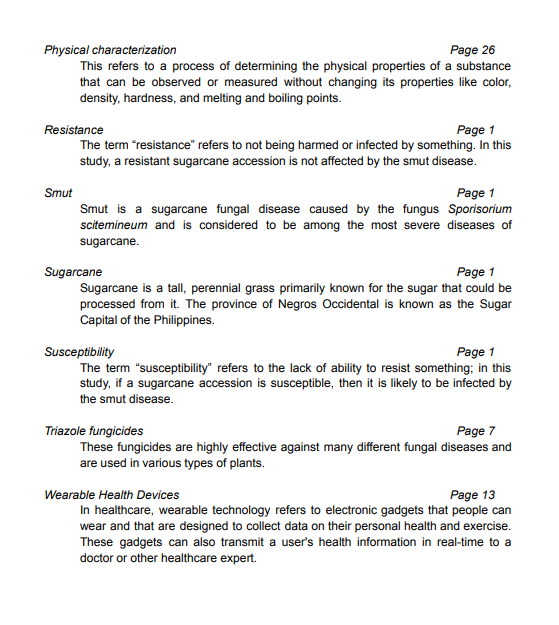 Physical characterization Page 26
This refers to a process of determining the physical properties of a substance
that can be observed or measured without changing its properties like color,
density, hardness, and melting and boiling points.
Resistance Page 1
The term “resistance” refers to not being harmed or infected by something. In this
study, a resistant sugarcane accession is not affected by the smut disease.
Smut Page 1
Smut is a sugarcane fungal disease caused by the fungus Sporisorium
scitemineum and is considered to be among the most severe diseases of
sugarcane.
Sugarcane Page 1
Sugarcane is a tall, perennial grass primarily known for the sugar that could be
processed from it. The province of Negros Occidental is known as the Sugar
Capital of the Philippines.
Susceptibility Page 1
The term “susceptibility” refers to the lack of ability to resist something; in this
study, if a sugarcane accession is susceptible, then it is likely to be infected by
the smut disease.
Triazole fungicides Page 7
These fungicides are highly effective against many different fungal diseases and
are used in various types of plants.
Wearable Health Devices Page 13
In healthcare, wearable technology refers to electronic gadgets that people can
wear and that are designed to collect data on their personal health and exercise.
These gadgets can also transmit a user's health information in real-time to a
doctor or other healthcare expert.